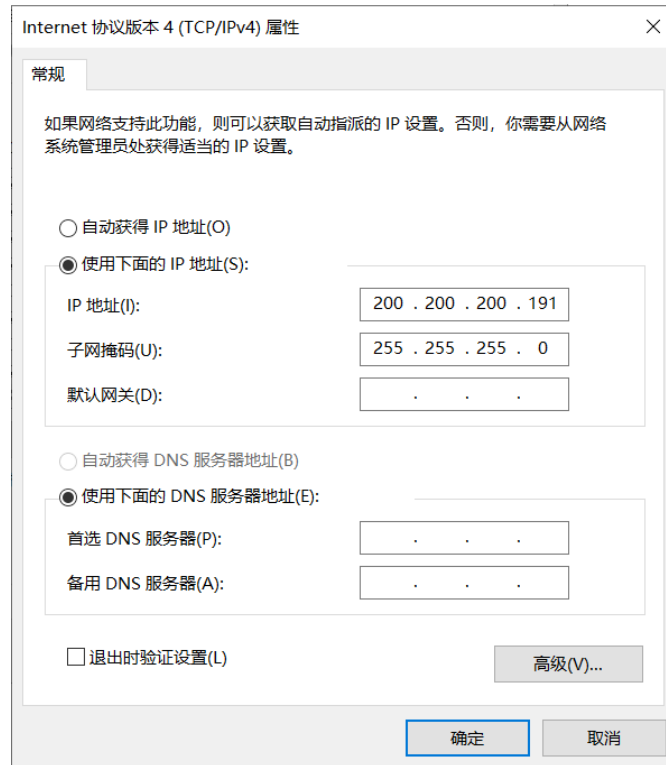 Internet 协议版本 4 (TCP/IPv4) 属性
常规
如果网络支持此功能，则可以获取自动指派的 IP 设置。否则，你需要从网络
系统管理员处获得适当的 IP 设置。
自动获得 IP 地址(O)
使用下面的 IP 地址(S):
IP 地址(I): 200 . 200 . 200 . 191
子网掩码(U): 255 . 255 . 255 . 0
默认网关(D): . . .
自动获得 DNS 服务器地址(B)
使用下面的 DNS 服务器地址(E):
首选 DNS 服务器(P): . . .
备用 DNS 服务器(A): . . .
退出时验证设置(L)
高级(V)...
确定 取消